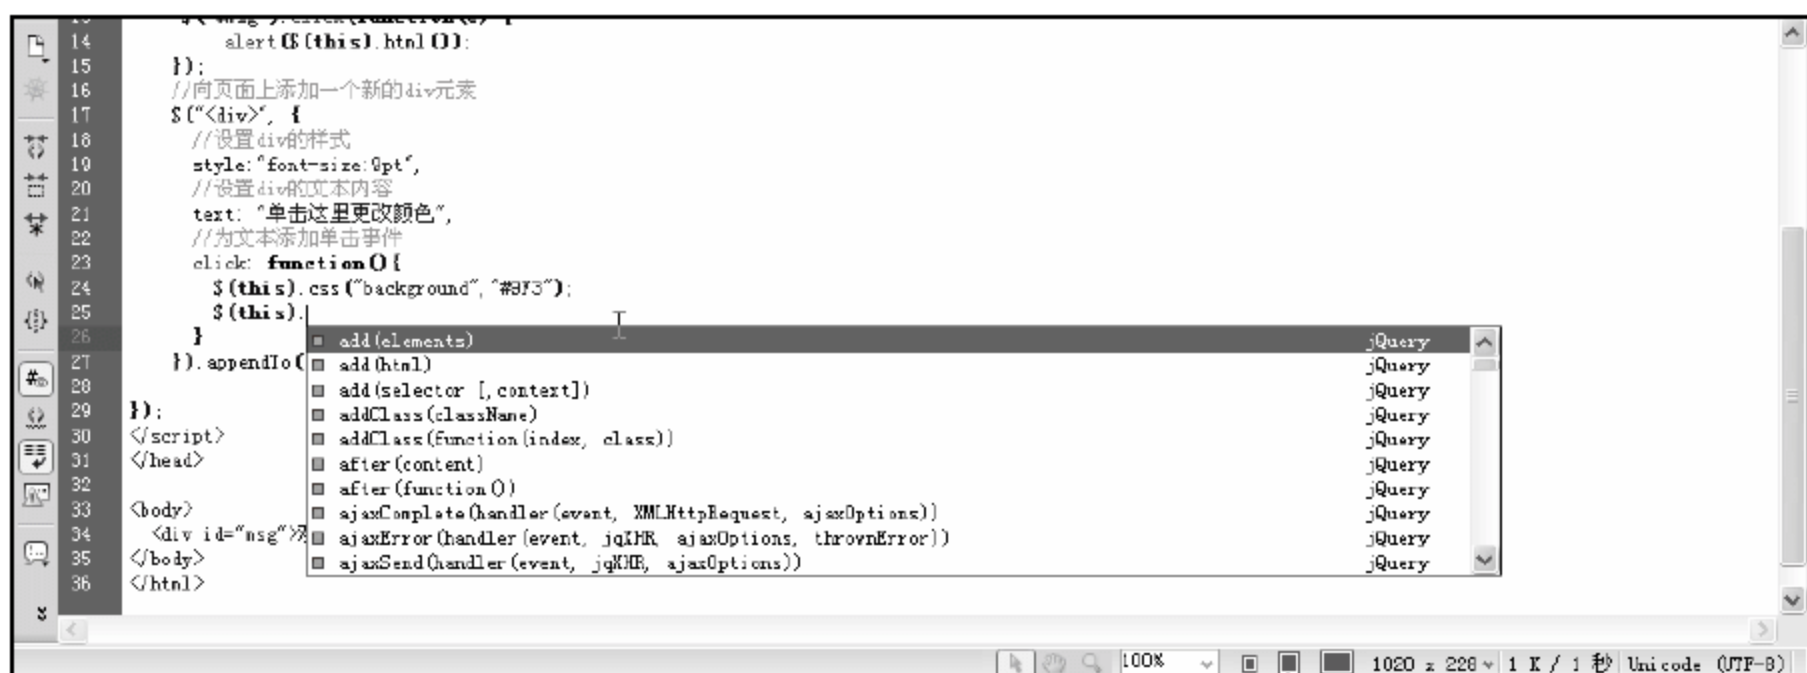 14 alert($(this).html());
15 });
16 //向页面上添加一个新的div元素
17 $("<div>", {
18 //设置div的样式
19 style:"font-size:9pt",
20 //设置div的文本内容
21 text: "单击这里更改颜色",
22 //为文本添加单击事件
23 click: function(){
24 $(this).css("background","#9F3");
25 $(this).
26 }
27 }).appendTo(
28
29 });
30 </script>
31 </head>
32
33 <body>
34 <div id="msg">
35 </body>
36 </html>
add(elements) jQuery
add(html) jQuery
add(selector [,context]) jQuery
addClass(className) jQuery
addClass(function(index, class)) jQuery
after(content) jQuery
after(function()) jQuery
ajaxComplete(handler(event, XMLHttpRequest, ajaxOptions)) jQuery
ajaxError(handler(event, jqXHR, ajaxOptions, thrownError)) jQuery
ajaxSend(handler(event, jqXHR, ajaxOptions)) jQuery
100% 1020 x 228 1 K / 1 秒 Unicode (UTF-8)